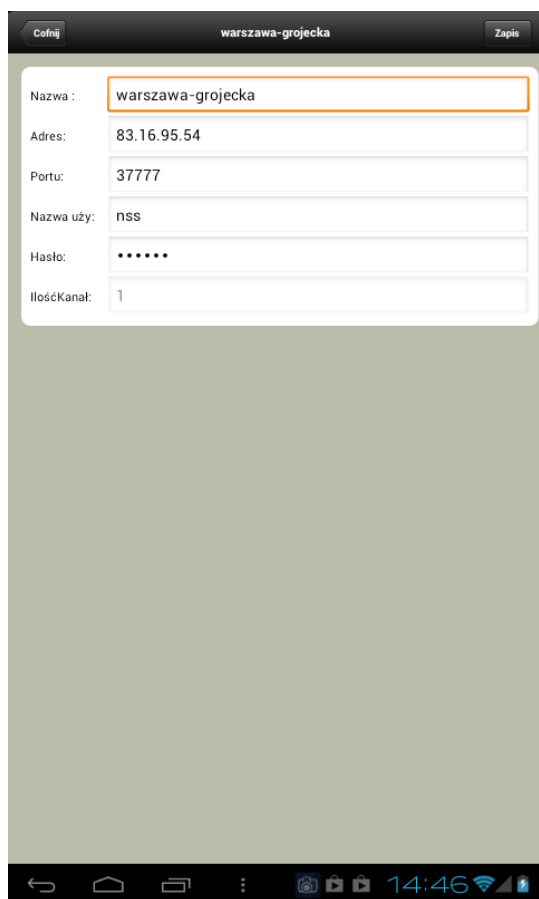 Cofnij warszawa-grojecka Zapis
Nazwa : warszawa-grojecka
Adres: 83.16.95.54
Portu: 37777
Nazwa uży: nss
Hasło: ••••••
IlośćKanał: 1
14:46